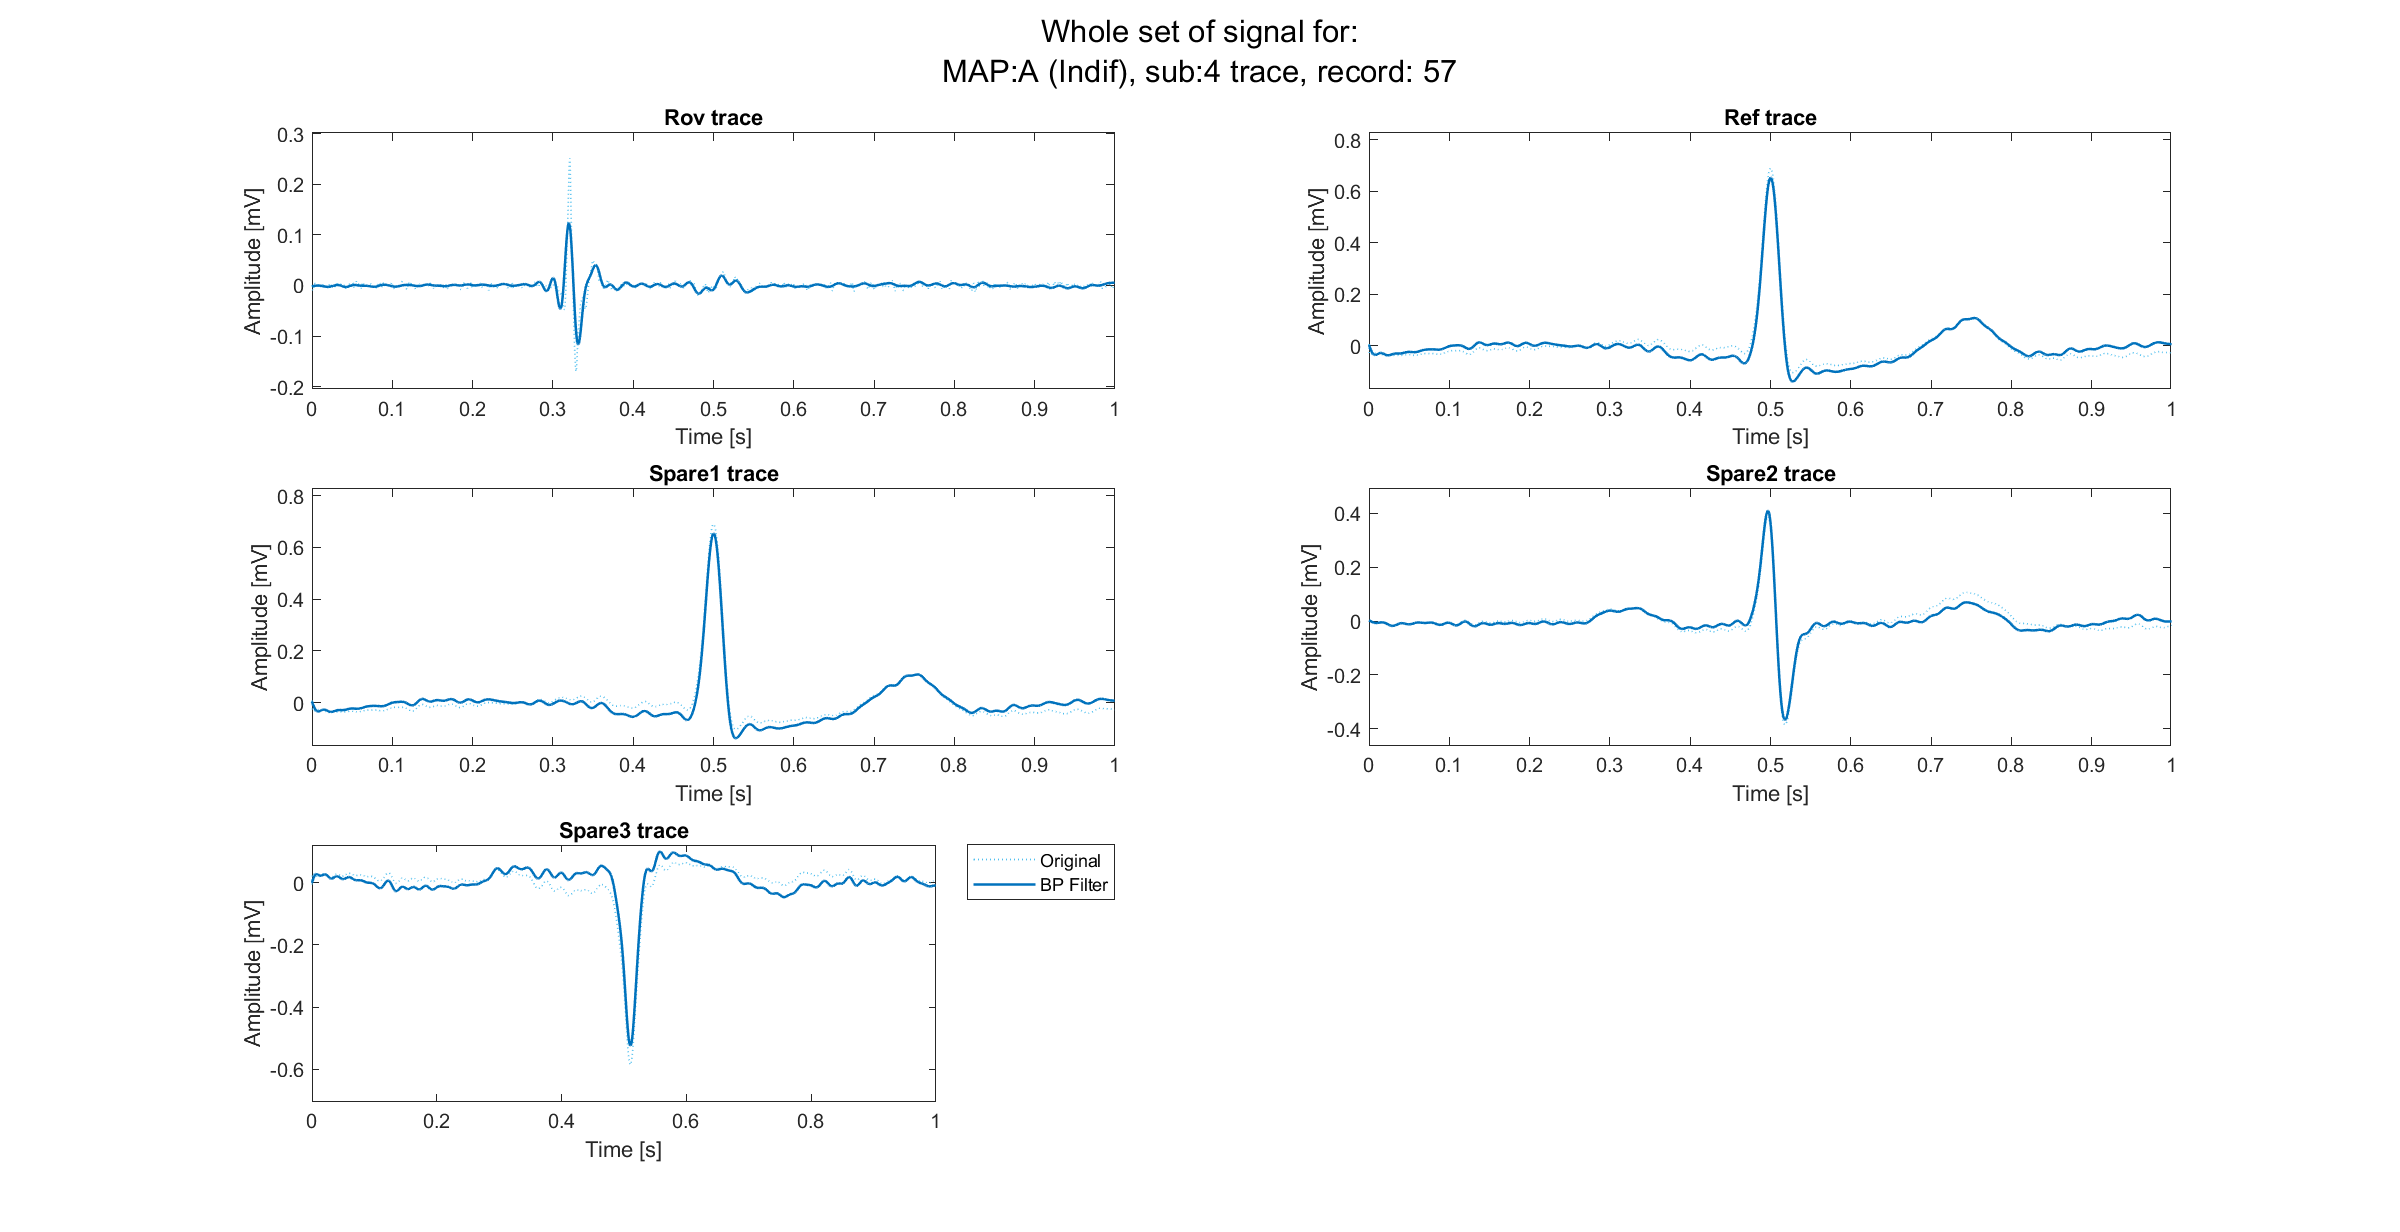 Whole set of signal for:
MAP:A (Indif), sub:4 trace, record: 57
Rov trace
0.3
0.2
0.1
0
-0.1
-0.2
Amplitude [mV]
0 0.1 0.2 0.3 0.4 0.5 0.6 0.7 0.8 0.9 1
Time [s]
Ref trace
0.8
0.6
0.4
0.2
0
Amplitude [mV]
0 0.1 0.2 0.3 0.4 0.5 0.6 0.7 0.8 0.9 1
Time [s]
Spare1 trace
0.8
0.6
0.4
0.2
0
Amplitude [mV]
0 0.1 0.2 0.3 0.4 0.5 0.6 0.7 0.8 0.9 1
Time [s]
Spare2 trace
0.4
0.2
0
-0.2
-0.4
Amplitude [mV]
0 0.1 0.2 0.3 0.4 0.5 0.6 0.7 0.8 0.9 1
Time [s]
Spare3 trace
0
-0.2
-0.4
-0.6
Amplitude [mV]
0 0.2 0.4 0.6 0.8 1
Time [s]
Original
BP Filter